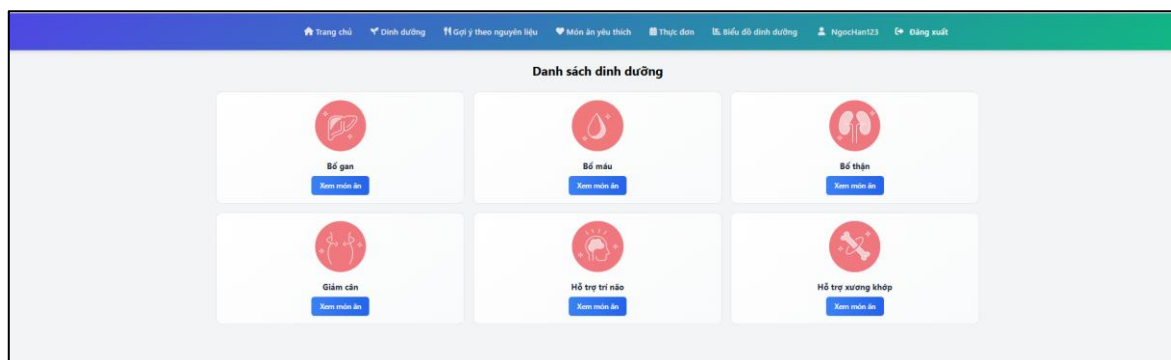 Trang chủ Dinh dưỡng Gợi ý theo nguyên liệu Món ăn yêu thích Thực đơn Biểu đồ dinh dưỡng NgocHan123 Đăng xuất
Danh sách dinh dưỡng
Bổ gan Bổ máu Bổ thận
Xem món ăn Xem món ăn Xem món ăn
Giảm cân Hỗ trợ trí não Hỗ trợ xương khớp
Xem món ăn Xem món ăn Xem món ăn